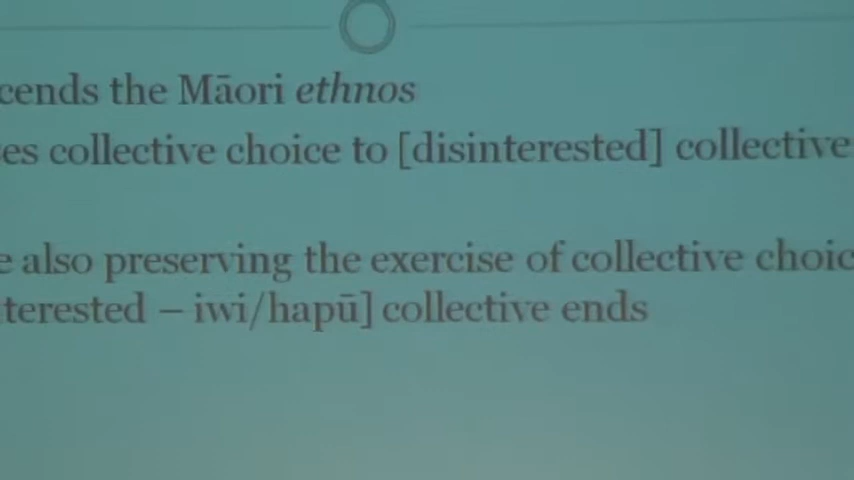 cends the Māori ethnos
es collective choice to [disinterested] collective
also preserving the exercise of collective choic
terested – iwi/hapū] collective ends